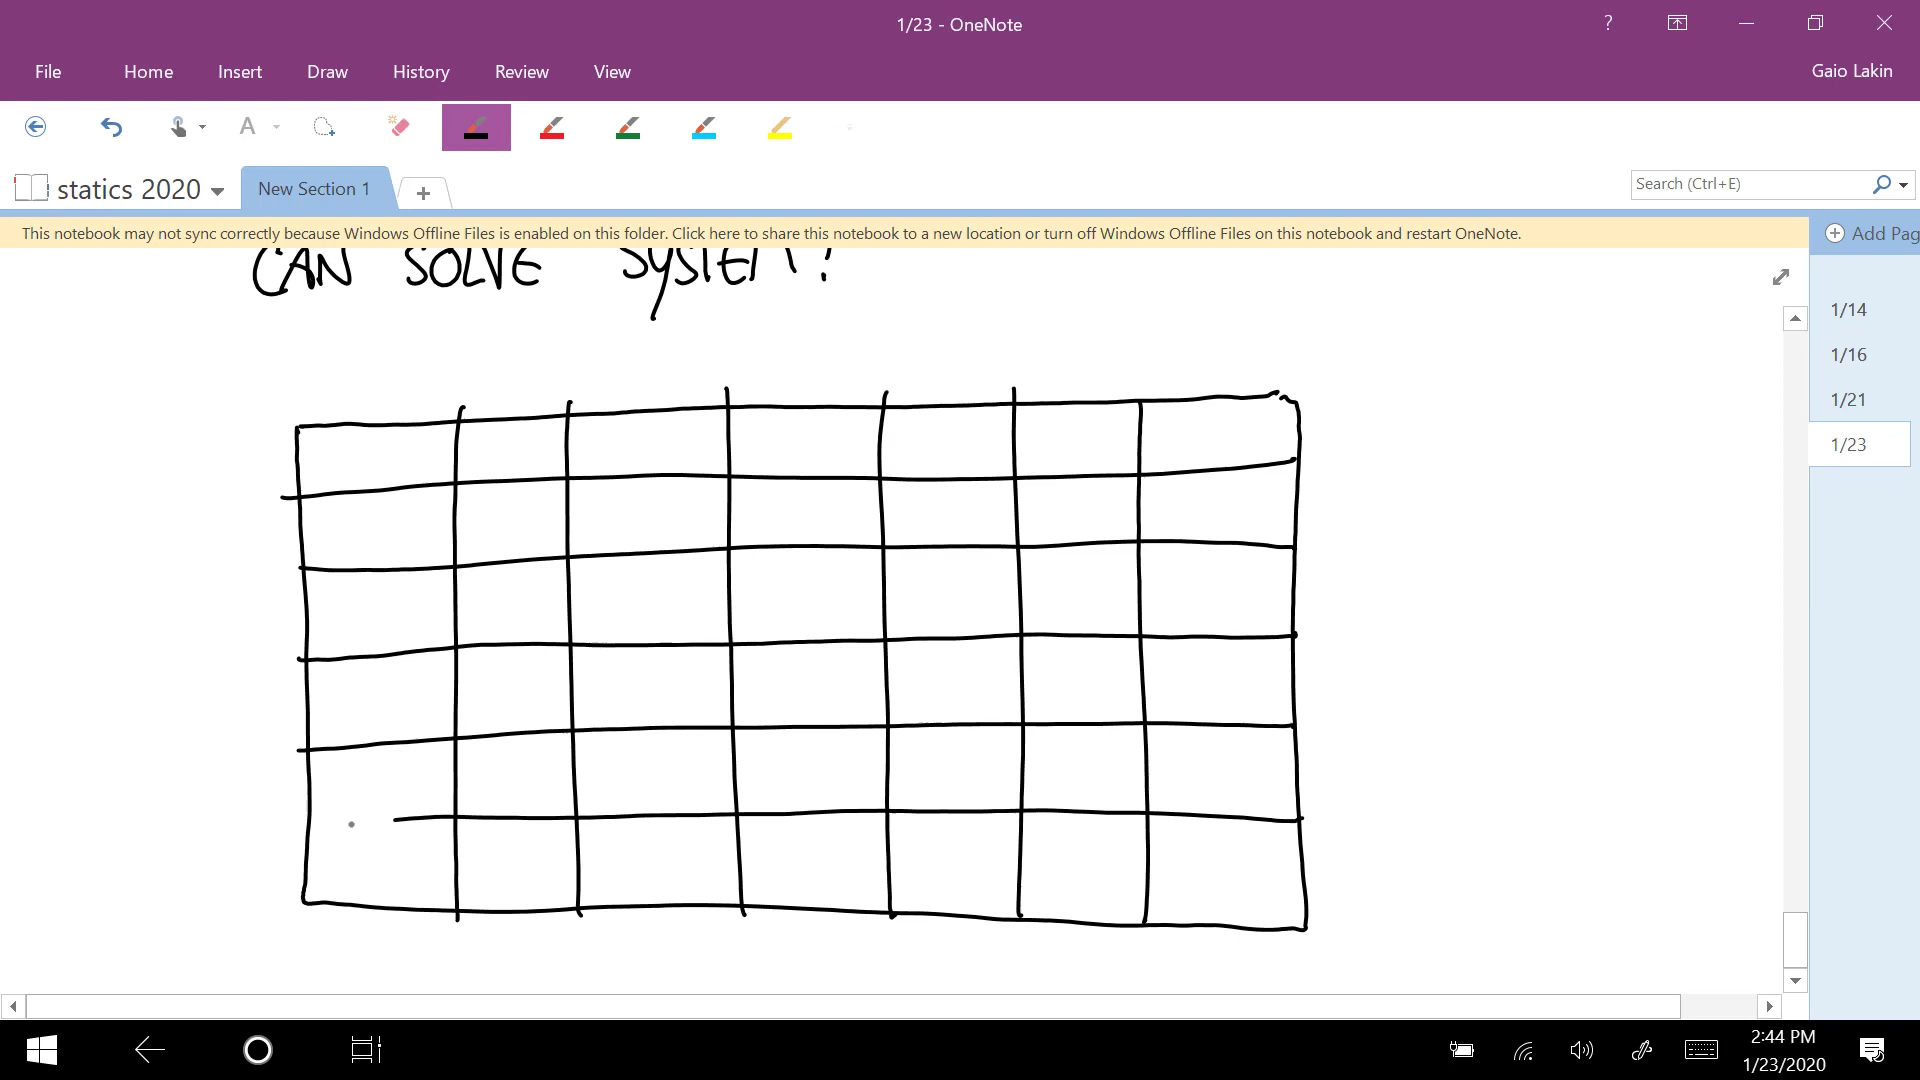 1/23 - OneNote
?
File Home Insert Draw History Review View
Gaio Lakin
A
statics 2020
New Section 1
+
Search (Ctrl+E)
This notebook may not sync correctly because Windows Offline Files is enabled on this folder. Click here to share this notebook to a new location or turn off Windows Offline Files on this notebook and restart OneNote.
Add Pag
CAN SOLVE SYSTEM!
1/14
1/16
1/21
1/23
2:44 PM
1/23/2020